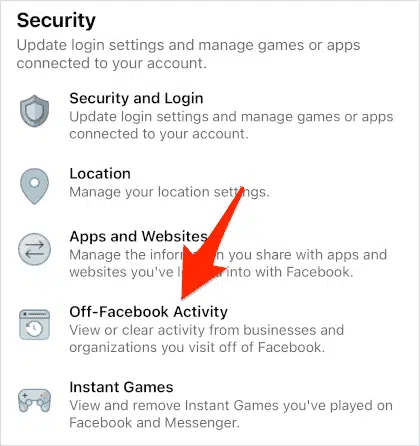 Security
Update login settings and manage games or apps
connected to your account.
Security and Login
Update login settings and manage games or apps
connected to your account.
Location
Manage your location settings.
Apps and Websites
Manage the information you share with apps and
websites you've logged into with Facebook.
Off-Facebook Activity
View or clear activity from businesses and
organizations you visit off of Facebook.
Instant Games
View and remove Instant Games you've played on
Facebook and Messenger.